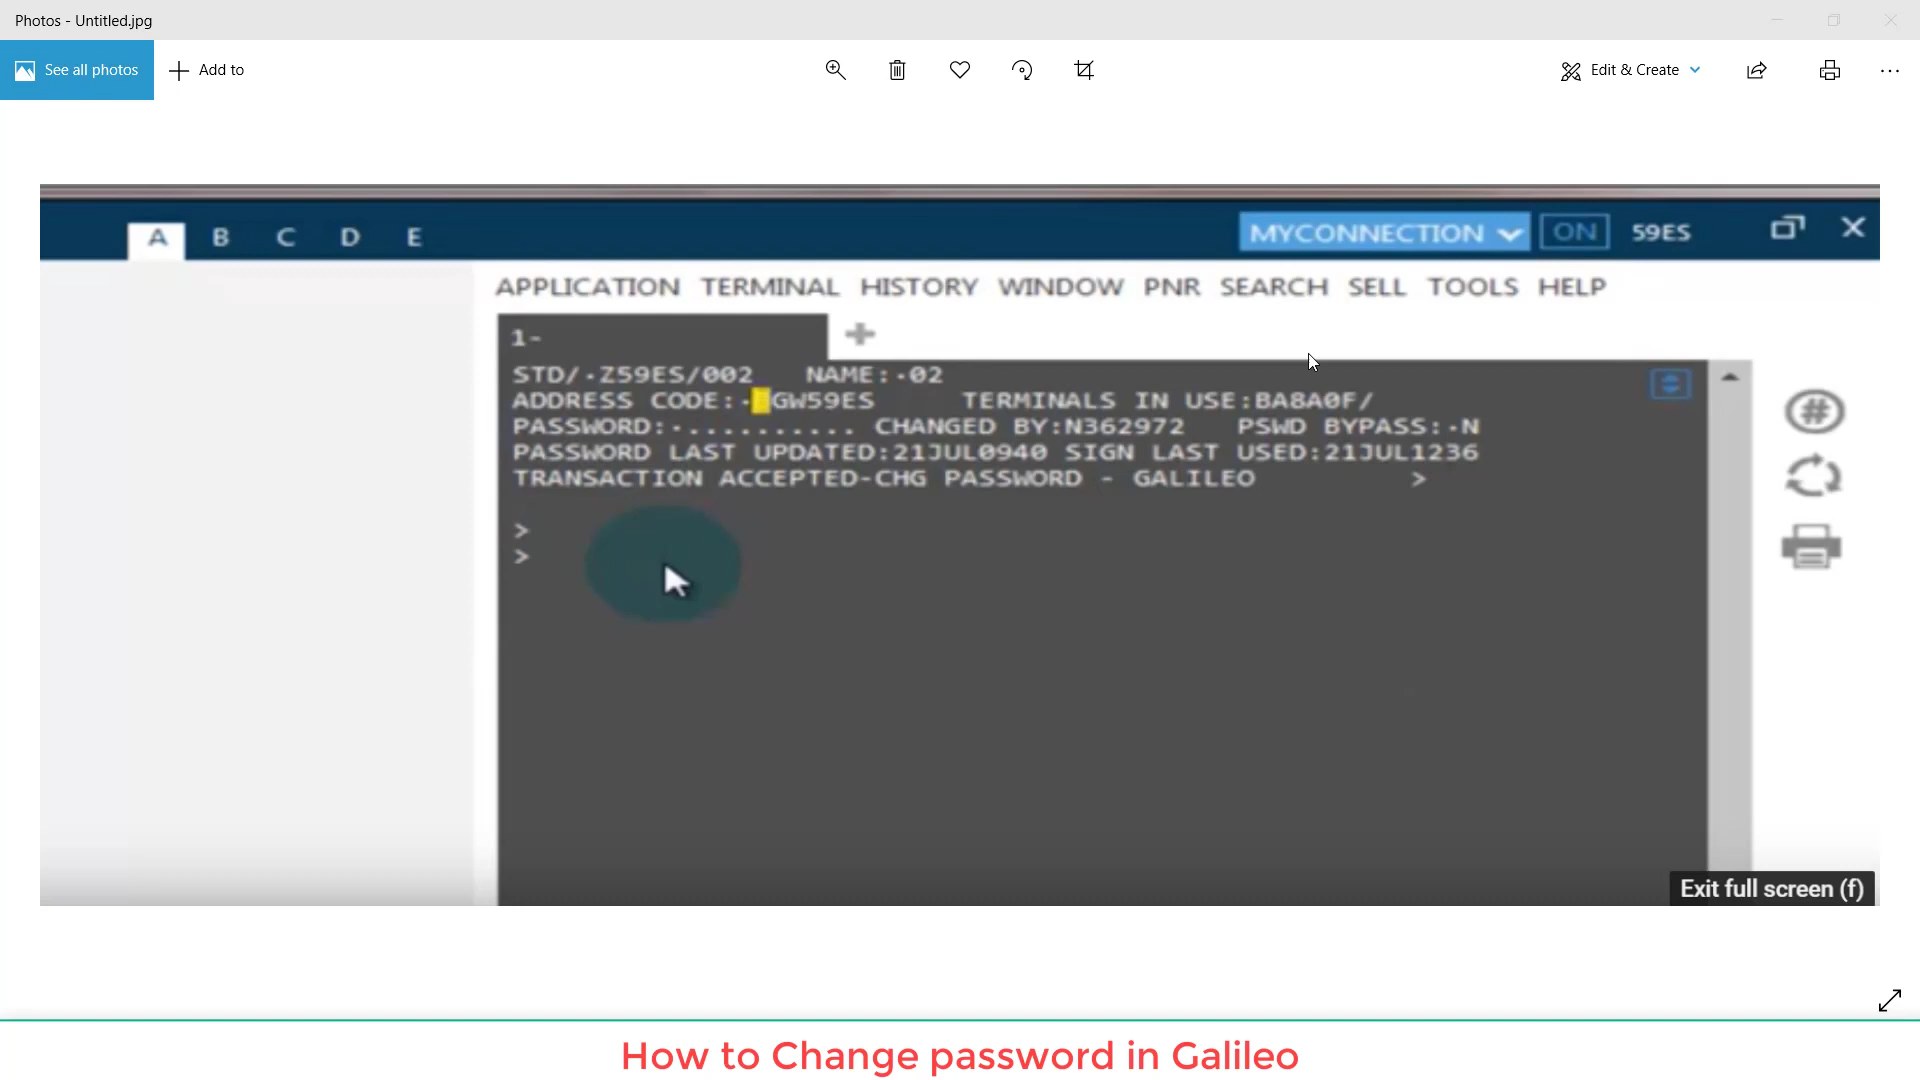 Photos - Untitled.jpg
See all photos
Add to
Edit & Create
A B C D E
MYCONNECTION ON 59ES
APPLICATION TERMINAL HISTORY WINDOW PNR SEARCH SELL TOOLS HELP
1-
STD/·Z59ES/002 NAME:·02
ADDRESS CODE:· GW59ES TERMINALS IN USE:BA8A0F/
PASSWORD:·........... CHANGED BY:N362972 PSWD BYPASS:·N
PASSWORD LAST UPDATED:21JUL0940 SIGN LAST USED:21JUL1236
TRANSACTION ACCEPTED-CHG PASSWORD - GALILEO >
>
>
Exit full screen (f)
How to Change password in Galileo